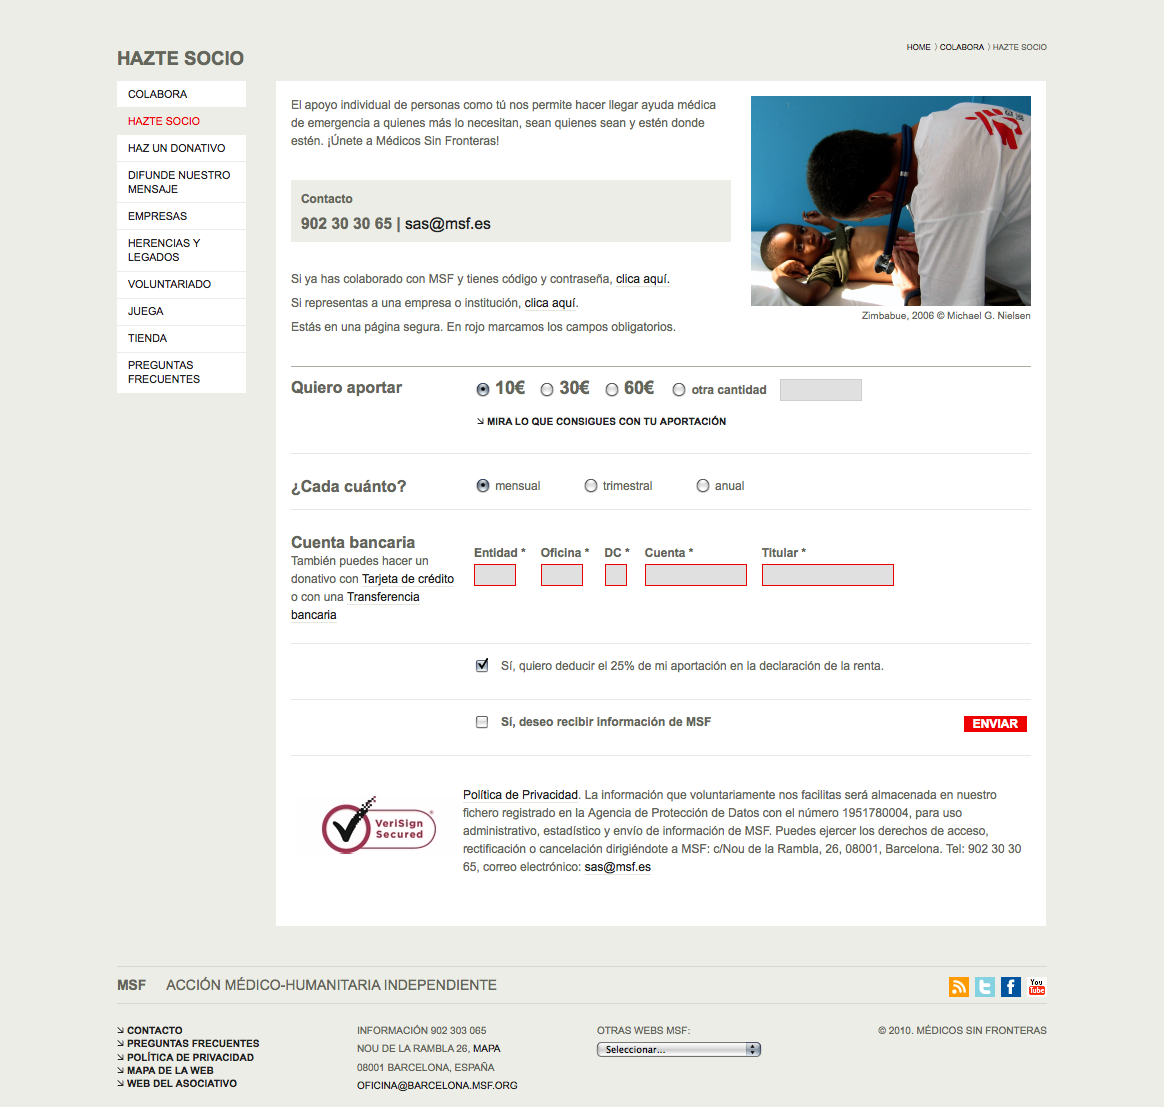 HAZTE SOCIO
HOME 〉COLABORA 〉HAZTE SOCIO
COLABORA
HAZTE SOCIO
HAZ UN DONATIVO
DIFUNDE NUESTRO
MENSAJE
EMPRESAS
HERENCIAS Y
LEGADOS
VOLUNTARIADO
JUEGA
TIENDA
PREGUNTAS
FRECUENTES
El apoyo individual de personas como tú nos permite hacer llegar ayuda médica
de emergencia a quienes más lo necesitan, sean quienes sean y estén donde
estén. ¡Únete a Médicos Sin Fronteras!
Contacto
902 30 30 65 | sas@msf.es
Si ya has colaborado con MSF y tienes código y contraseña, clica aquí.
Si representas a una empresa o institución, clica aquí.
Estás en una página segura. En rojo marcamos los campos obligatorios.
Zimbabue, 2006 © Michael G. Nielsen
Quiero aportar 10€ 30€ 60€ otra cantidad
MIRA LO QUE CONSIGUES CON TU APORTACIÓN
¿Cada cuánto? mensual trimestral anual
Cuenta bancaria
También puedes hacer un
donativo con Tarjeta de crédito
o con una Transferencia
bancaria
Entidad * Oficina * DC * Cuenta * Titular *
Sí, quiero deducir el 25% de mi aportación en la declaración de la renta.
Sí, deseo recibir información de MSF
ENVIAR
VeriSign
Secured
Política de Privacidad. La información que voluntariamente nos facilitas será almacenada en nuestro
fichero registrado en la Agencia de Protección de Datos con el número 1951780004, para uso
administrativo, estadístico y envío de información de MSF. Puedes ejercer los derechos de acceso,
rectificación o cancelación dirigiéndote a MSF: c/Nou de la Rambla, 26, 08001, Barcelona. Tel: 902 30 30
65, correo electrónico: sas@msf.es
MSF ACCIÓN MÉDICO-HUMANITARIA INDEPENDIENTE
You
Tube
CONTACTO
PREGUNTAS FRECUENTES
POLÍTICA DE PRIVACIDAD
MAPA DE LA WEB
WEB DEL ASOCIATIVO
INFORMACIÓN 902 303 065
NOU DE LA RAMBLA 26, MAPA
08001 BARCELONA, ESPAÑA
OFICINA@BARCELONA.MSF.ORG
OTRAS WEBS MSF:
Seleccionar...
© 2010. MÉDICOS SIN FRONTERAS